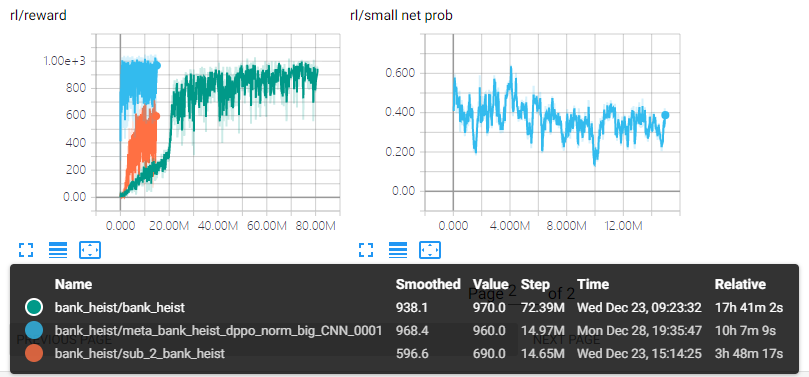 rl/reward
rl/small net prob
1.00e+3
800
600
400
200
0.00
0.000 20.00M 40.00M 60.00M 80.00M
0.600
0.400
0.200
0.00
0.000 4.000M 8.000M 12.00M
Name Smoothed Value Step Time Relative
Page 2 of 2
bank_heist/bank_heist 938.1 970.0 72.39M Wed Dec 23, 09:23:32 17h 41m 2s
bank_heist/meta_bank_heist_dppo_norm_big_CNN_0001 968.4 960.0 14.97M Mon Dec 28, 19:35:47 10h 7m 9s
PREVIOUS PAGE NEXT PAGE
bank_heist/sub_2_bank_heist 596.6 690.0 14.65M Wed Dec 23, 15:14:25 3h 48m 17s